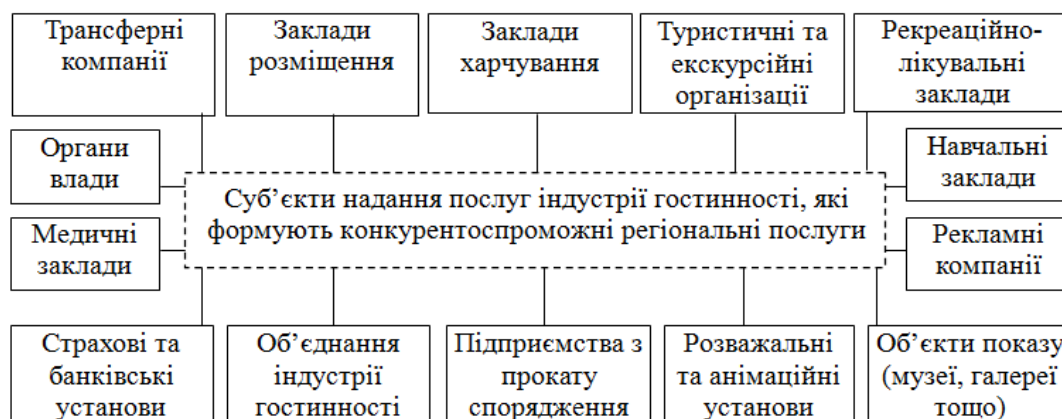 Трансферні
компанії
Заклади
розміщення
Заклади
харчування
Туристичні та
екскурсійні
організації
Рекреаційно-
лікувальні
заклади
Органи
влади
Навчальні
заклади
Суб’єкти надання послуг індустрії гостинності, які
формують конкурентоспроможні регіональні послуги
Медичні
заклади
Рекламні
компанії
Страхові та
банківські
установи
Об’єднання
індустрії
гостинності
Підприємства з
прокату
спорядження
Розважальні
та анімаційні
установи
Об’єкти показу
(музеї, галереї
тощо)